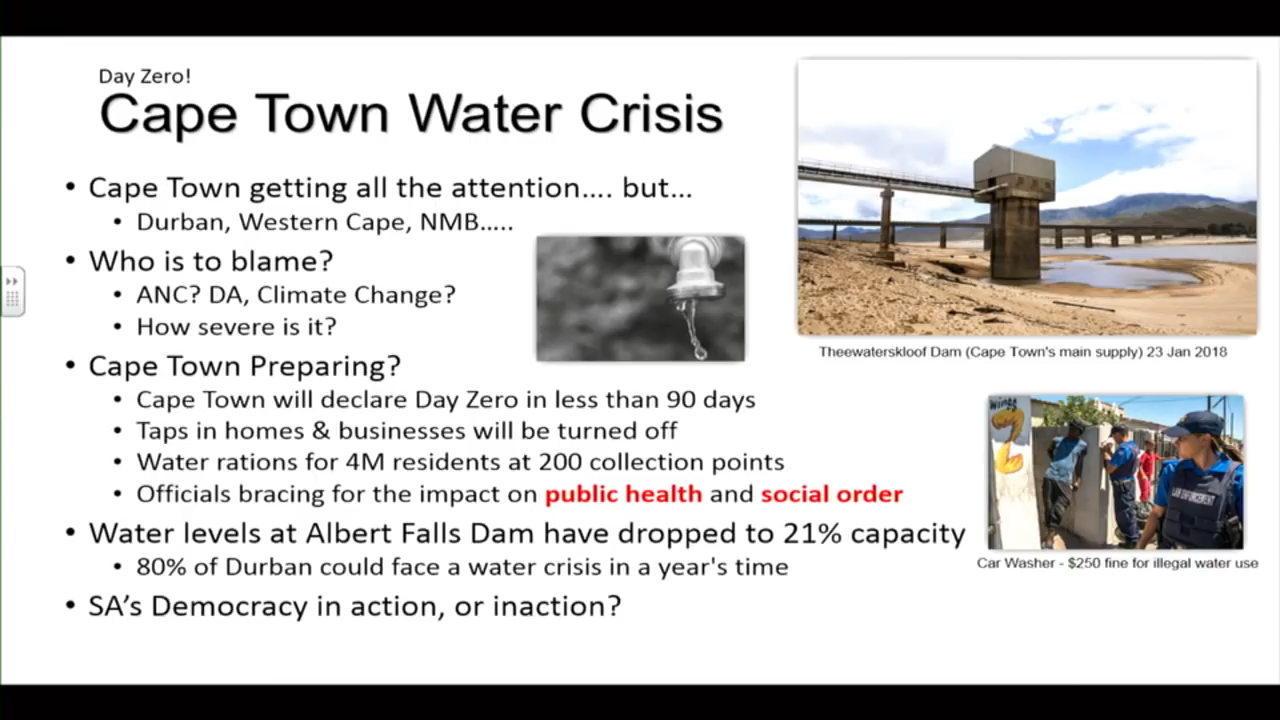 Day Zero!
Cape Town Water Crisis
• Cape Town getting all the attention.... but...
• Durban, Western Cape, NMB.....
• Who is to blame?
• ANC? DA, Climate Change?
• How severe is it?
• Cape Town Preparing?
• Cape Town will declare Day Zero in less than 90 days
• Taps in homes & businesses will be turned off
• Water rations for 4M residents at 200 collection points
• Officials bracing for the impact on public health and social order
• Water levels at Albert Falls Dam have dropped to 21% capacity
• 80% of Durban could face a water crisis in a year's time
• SA's Democracy in action, or inaction?
Theewaterskloof Dam (Cape Town's main supply) 23 Jan 2018
Wings
LAW ENFORCEMENT
Car Washer - $250 fine for illegal water use